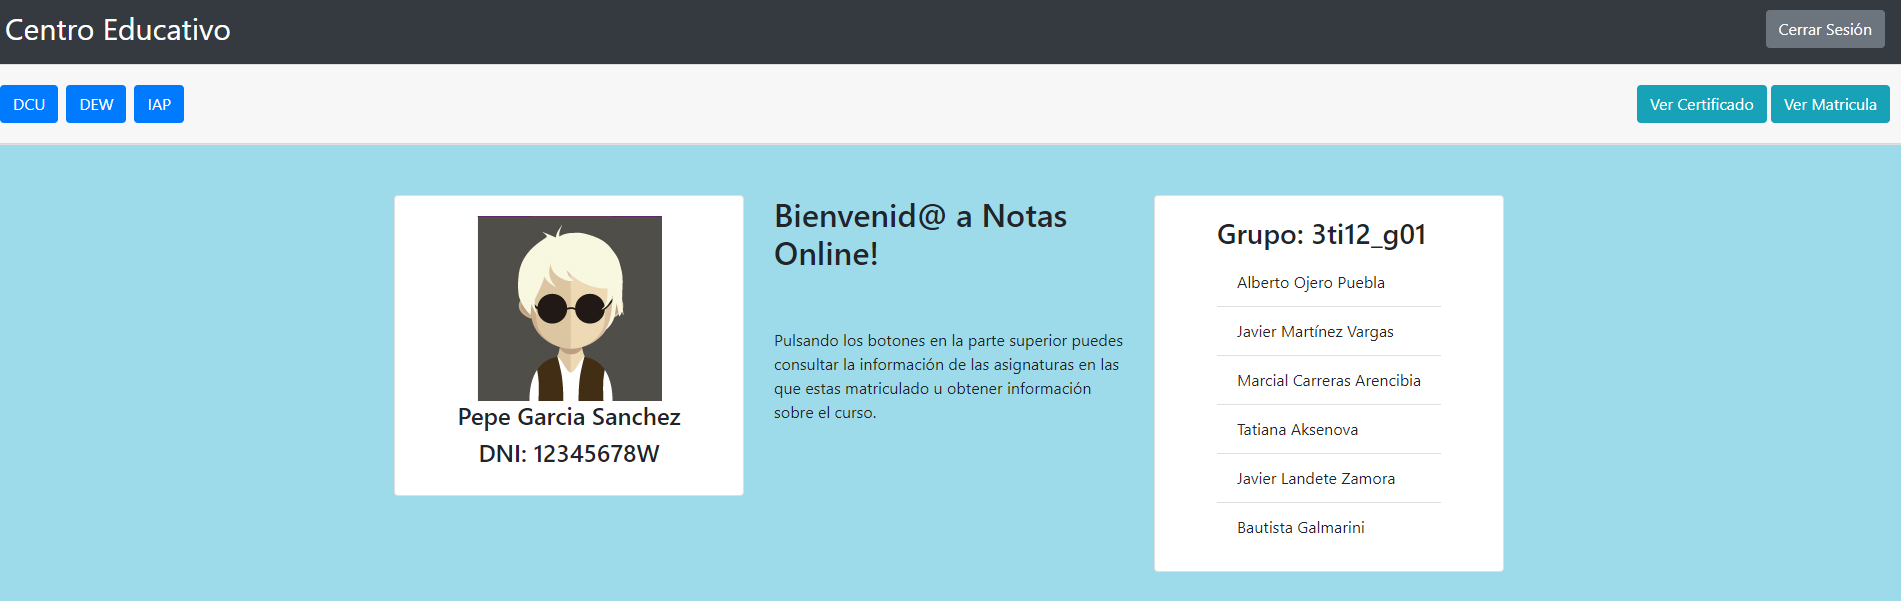 Centro Educativo
Cerrar Sesión
DCU DEW IAP
Ver Certificado Ver Matricula
Pepe Garcia Sanchez
DNI: 12345678W
Bienvenid@ a Notas
Online!
Pulsando los botones en la parte superior puedes
consultar la información de las asignaturas en las
que estas matriculado u obtener información
sobre el curso.
Grupo: 3ti12_g01
Alberto Ojero Puebla
Javier Martínez Vargas
Marcial Carreras Arencibia
Tatiana Aksenova
Javier Landete Zamora
Bautista Galmarini